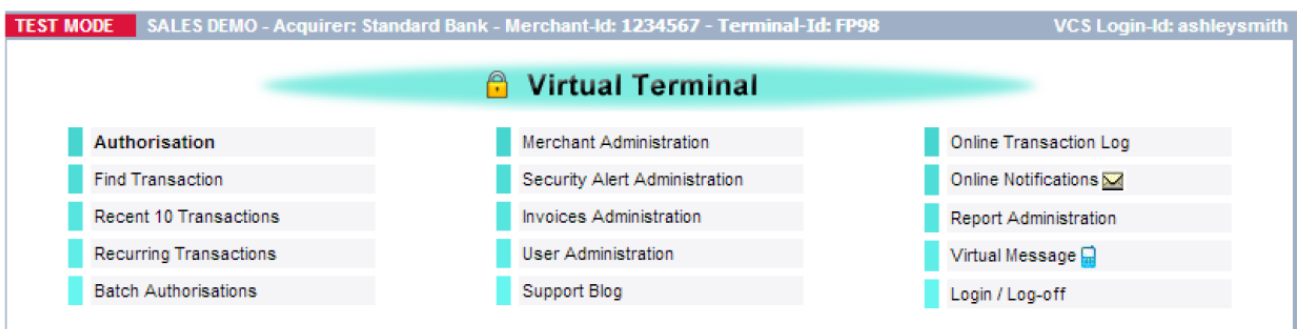 TEST MODE SALES DEMO - Acquirer: Standard Bank - Merchant-Id: 1234567 - Terminal-Id: FP98 VCS Login-Id: ashleysmith
Virtual Terminal
Authorisation
Find Transaction
Recent 10 Transactions
Recurring Transactions
Batch Authorisations
Merchant Administration
Security Alert Administration
Invoices Administration
User Administration
Support Blog
Online Transaction Log
Online Notifications
Report Administration
Virtual Message
Login / Log-off